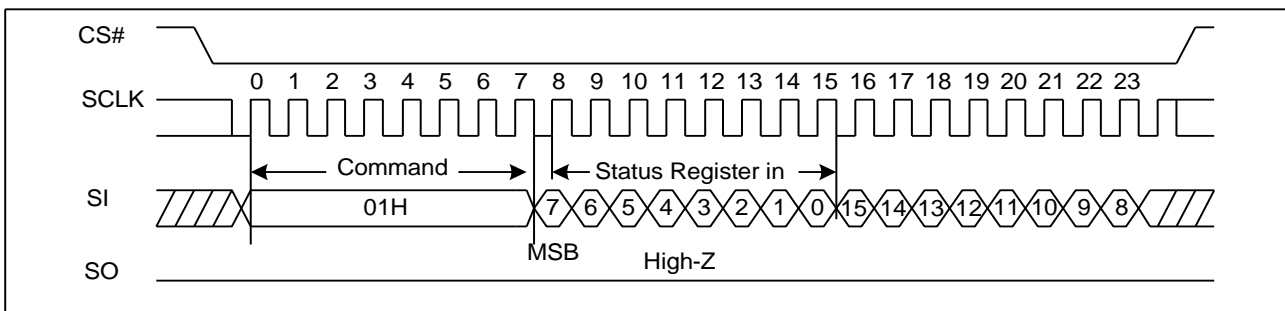 CS#
0 1 2 3 4 5 6 7 8 9 10 11 12 13 14 15 16 17 18 19 20 21 22 23
SCLK
Command Status Register in
SI 01H 7 6 5 4 3 2 1 0 15 14 13 12 11 10 9 8
MSB High-Z
SO